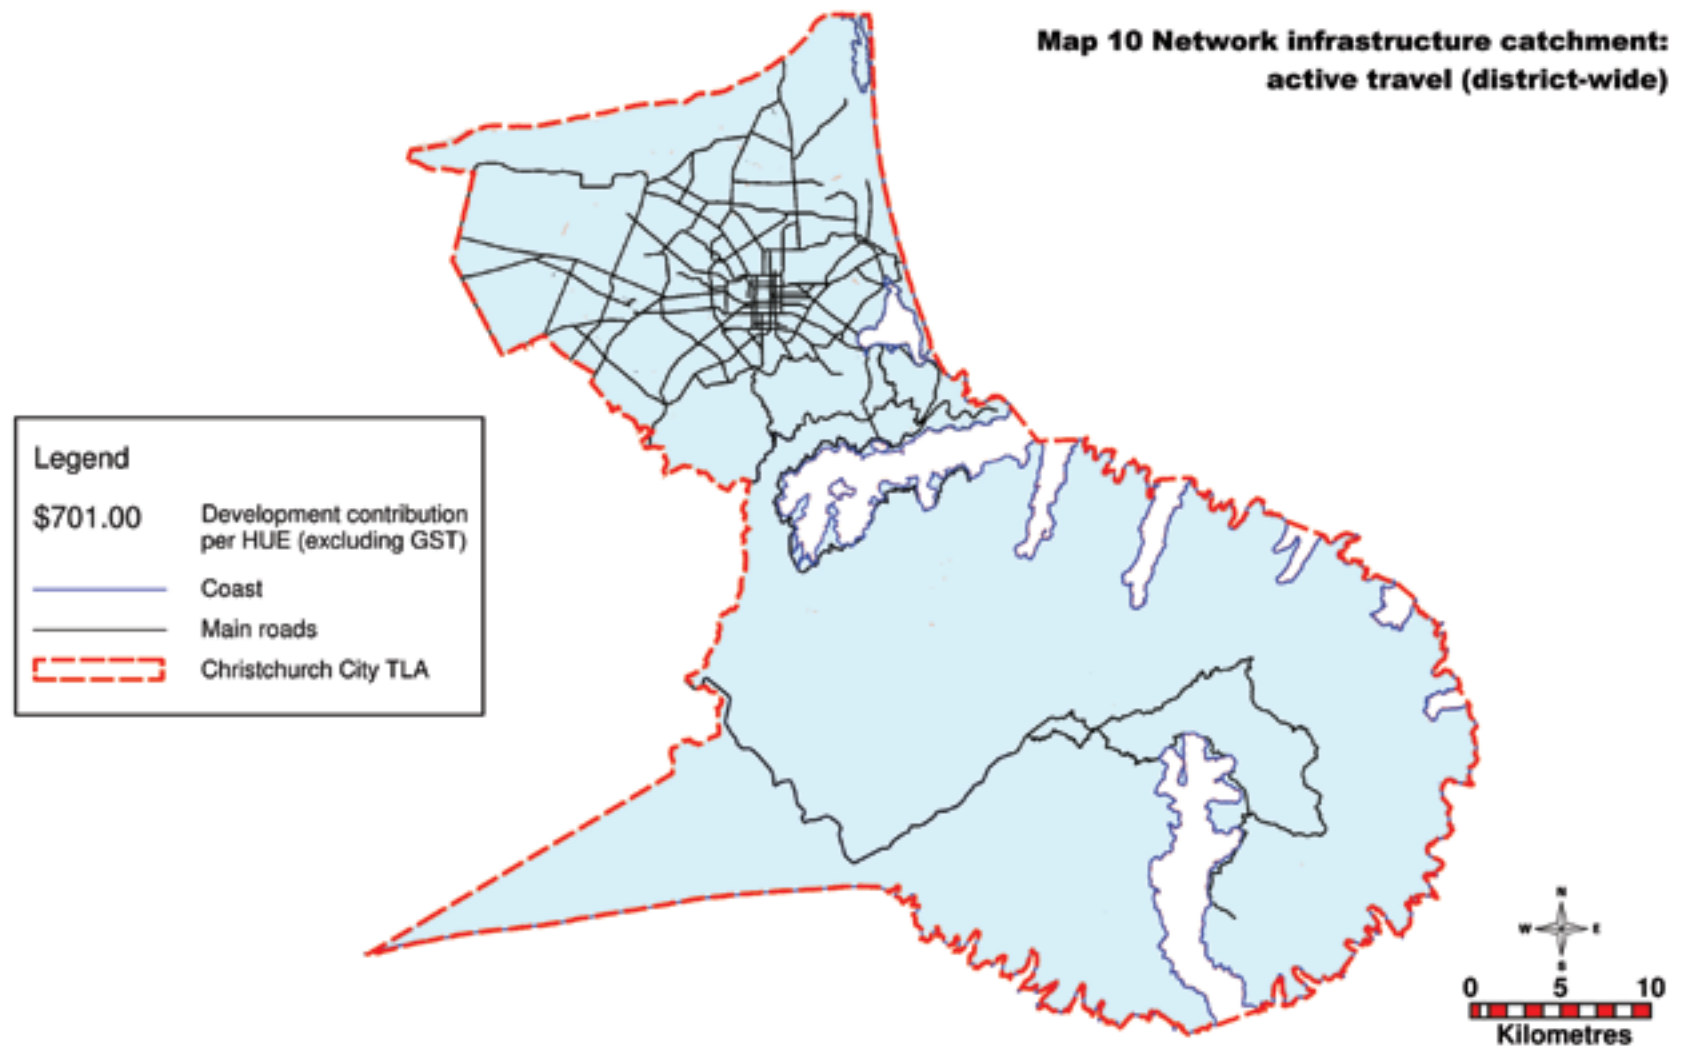 Map 10 Network infrastructure catchment:
active travel (district-wide)
Legend
$701.00 Development contribution
per HUE (excluding GST)
Coast
Main roads
Christchurch City TLA
N
W E
S
0 5 10
Kilometres